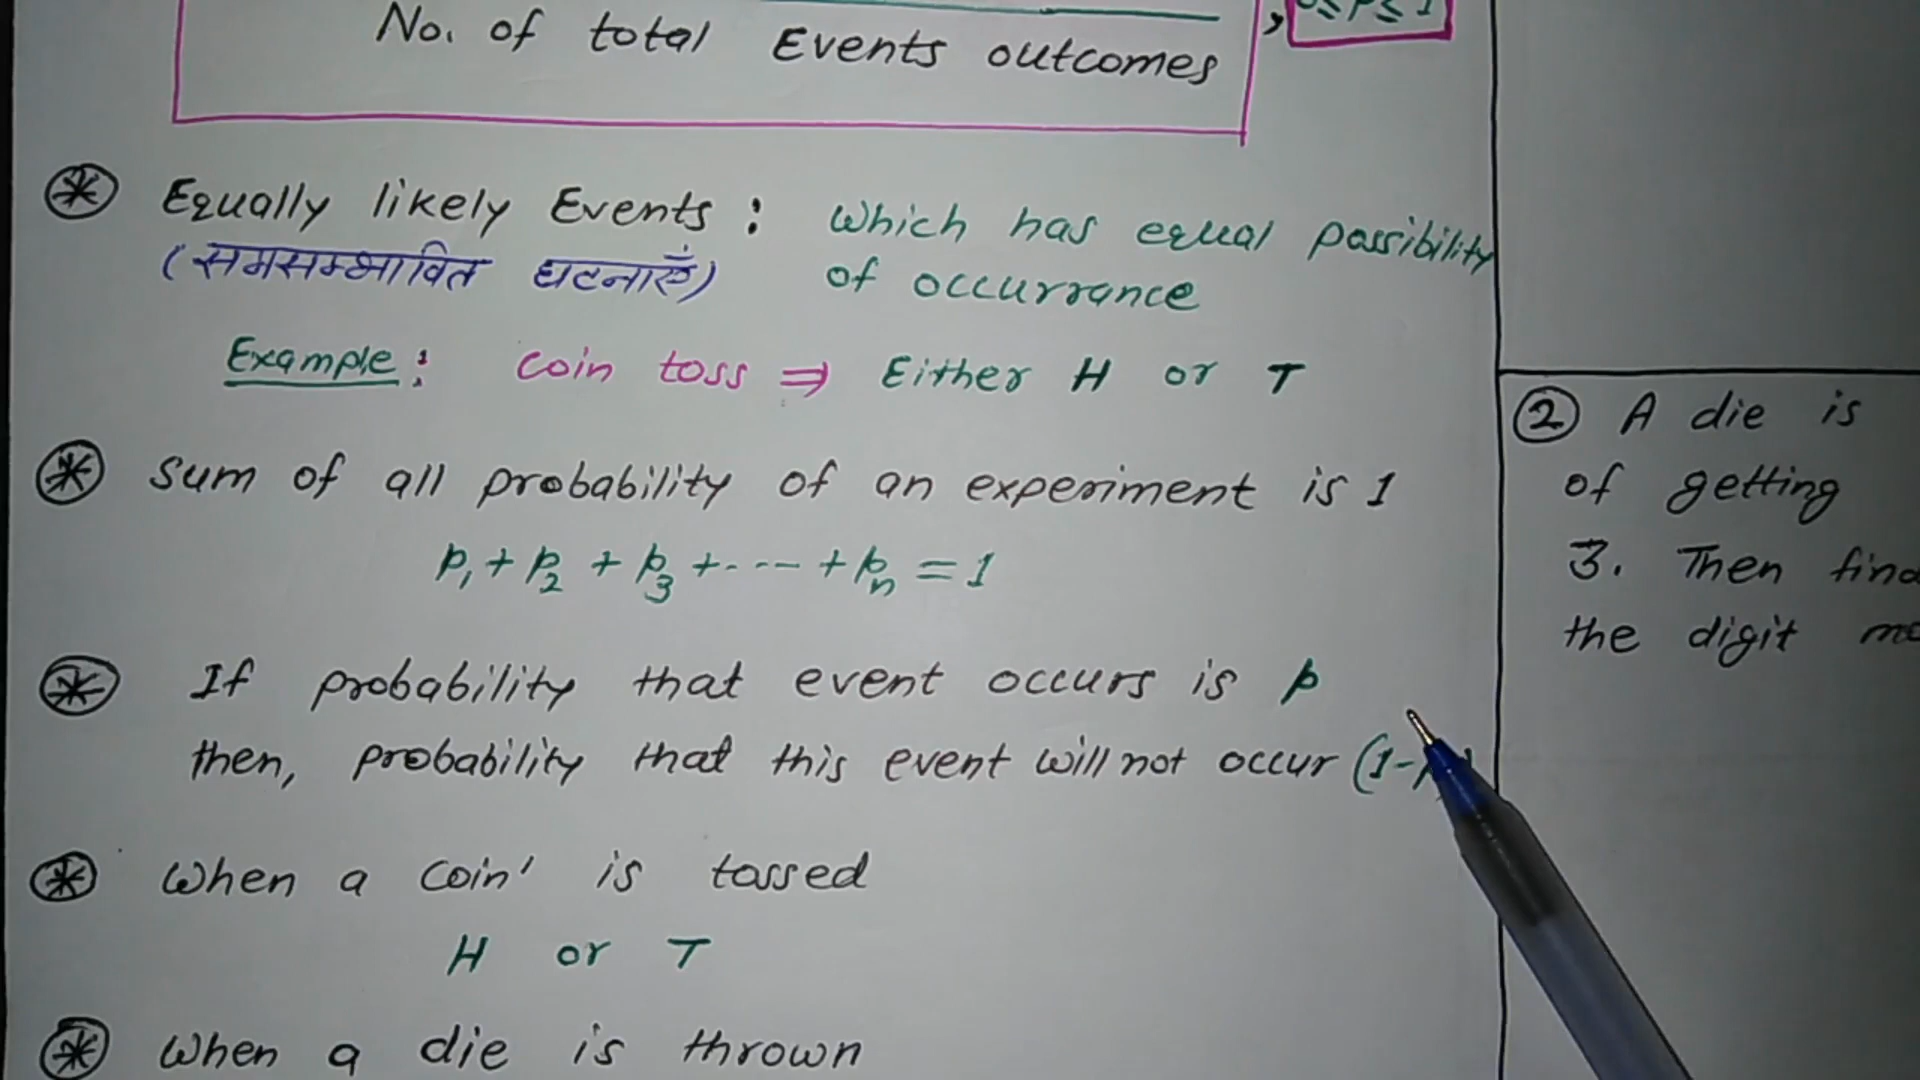 No. of total Events outcomes
, 0≤P≤1
⊛ Equally likely Events : Which has equal possibility
(समसम्भावित घटनाएँ) of occurrance
Example : Coin toss ⇒ Either H or T
⊛ Sum of all probability of an experiment is 1
p₁ + p₂ + p₃ + ---- + pₙ = 1
⊛ If probability that event occurs is p
then, probability that this event will not occur (1-
⊛ When a coin' is tossed
H or T
⊛ When a die is thrown
② A die is
of getting
3. Then find
the digit